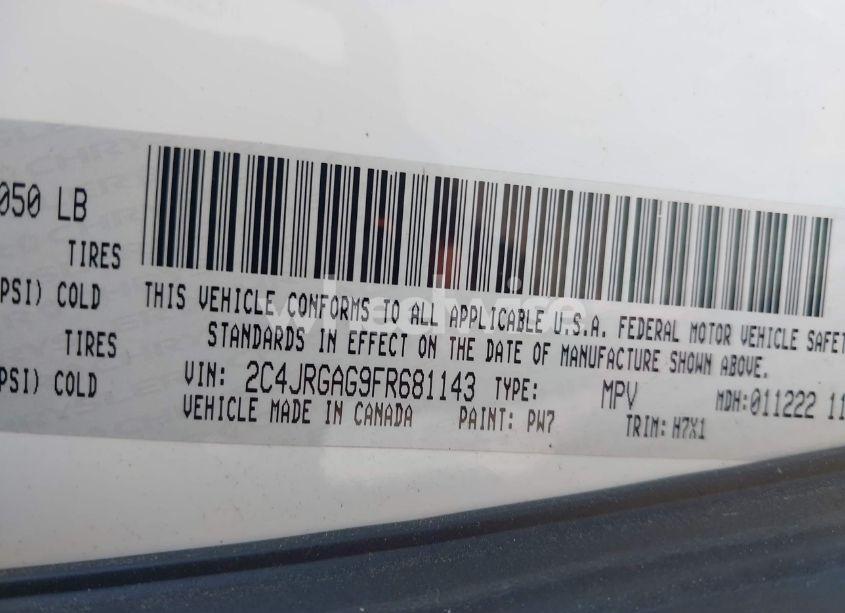 050 LB
TIRES
PSI) COLD
TIRES
PSI) COLD
THIS VEHICLE CONFORMS TO ALL APPLICABLE U.S.A. FEDERAL MOTOR VEHICLE SAFET
STANDARDS IN EFFECT ON THE DATE OF MANUFACTURE SHOWN ABOVE.
VIN: 2C4JRGAG9FR681143 TYPE: MPV MDH:011222 11
VEHICLE MADE IN CANADA PAINT: PW7 TRIM: H7X1
wheelwise